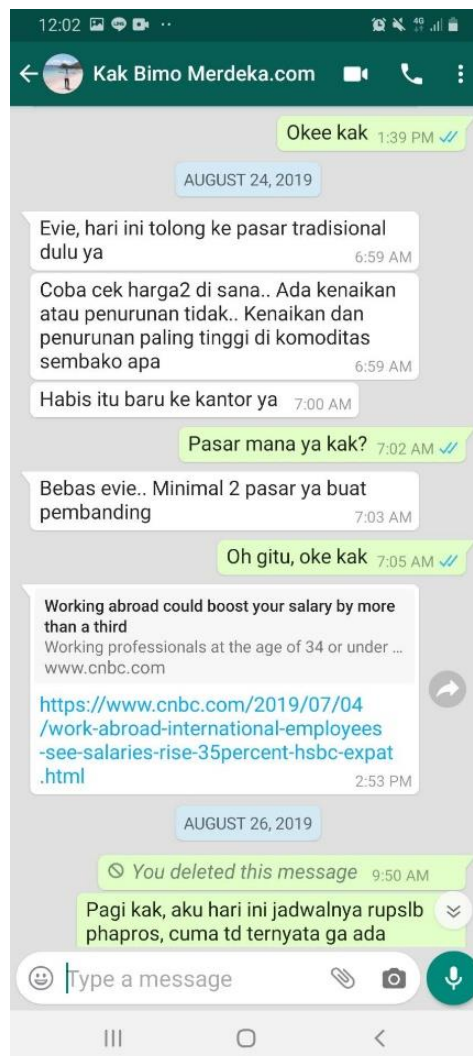 12:02
4G
Kak Bimo Merdeka.com
Okee kak 1:39 PM
AUGUST 24, 2019
Evie, hari ini tolong ke pasar tradisional
dulu ya
6:59 AM
Coba cek harga2 di sana.. Ada kenaikan
atau penurunan tidak.. Kenaikan dan
penurunan paling tinggi di komoditas
sembako apa
6:59 AM
Habis itu baru ke kantor ya 7:00 AM
Pasar mana ya kak? 7:02 AM
Bebas evie.. Minimal 2 pasar ya buat
pembanding
7:03 AM
Oh gitu, oke kak 7:05 AM
Working abroad could boost your salary by more
than a third
Working professionals at the age of 34 or under ...
www.cnbc.com
https://www.cnbc.com/2019/07/04
/work-abroad-international-employees
-see-salaries-rise-35percent-hsbc-expat
.html
2:53 PM
AUGUST 26, 2019
You deleted this message 9:50 AM
Pagi kak, aku hari ini jadwalnya rupslb
phapros, cuma td ternyata ga ada
Type a message